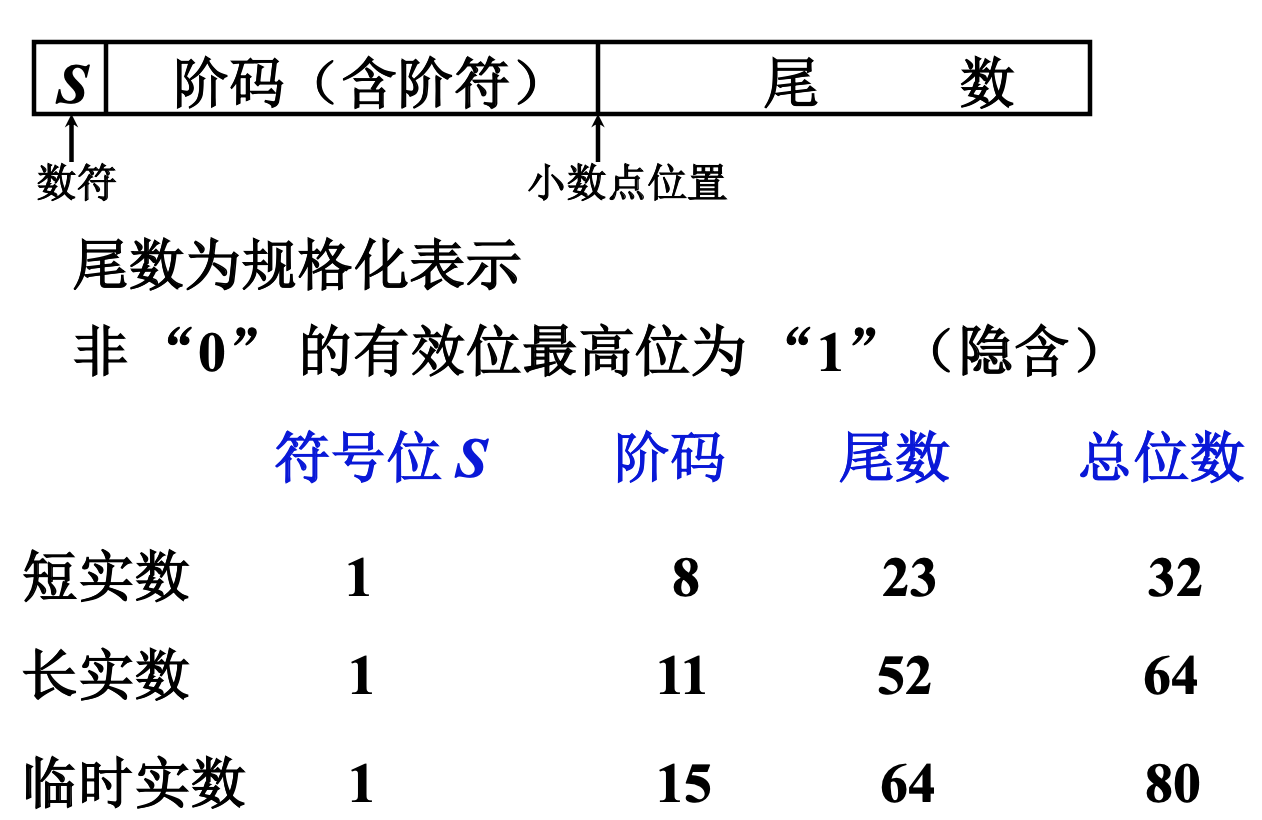 S 阶码（含阶符） 尾 数
数符 小数点位置
尾数为规格化表示
非“0”的有效位最高位为“1”（隐含）
符号位 S 阶码 尾数 总位数
短实数 1 8 23 32
长实数 1 11 52 64
临时实数 1 15 64 80